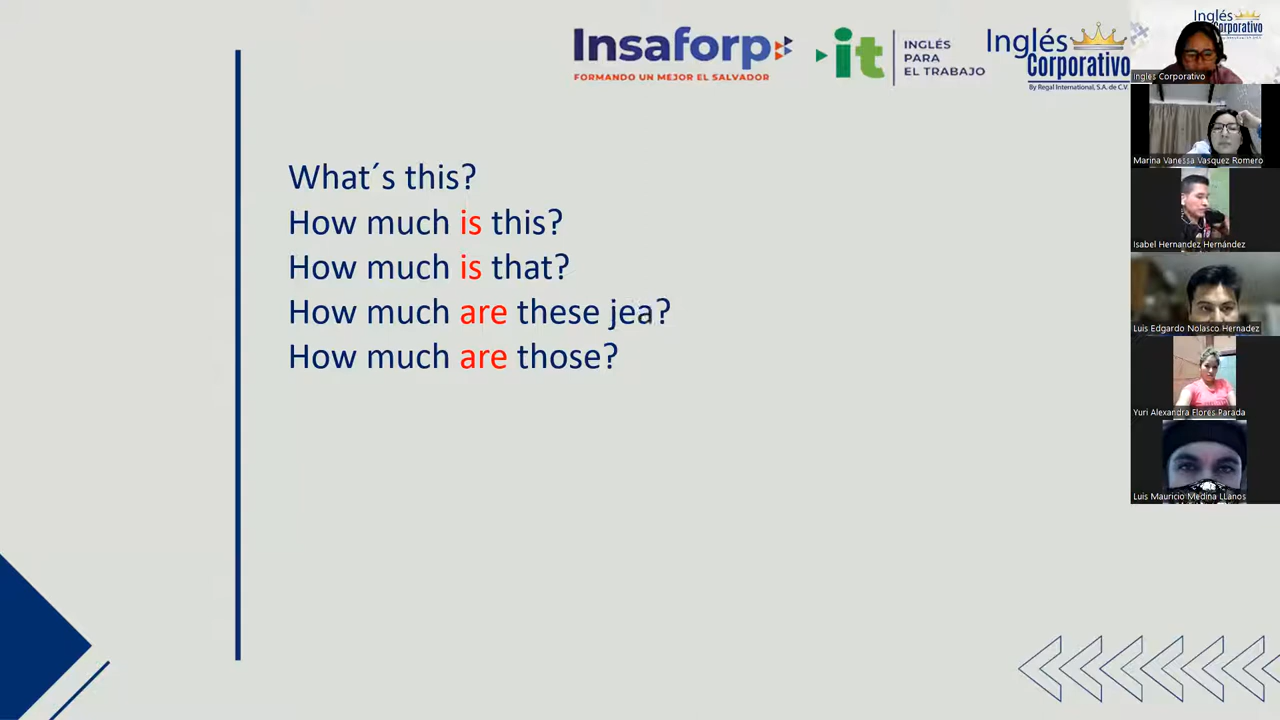 Insaforp
FORMANDO UN MEJOR EL SALVADOR
it
INGLÉS
PARA
EL TRABAJO
Inglés
Corporativo
By Regal International, S.A. de C.V.
What´s this?
How much is this?
How much is that?
How much are these jea?
How much are those?
Inglés
Corporativo
Ingles Corporativo
Marina Vanessa Vasquez Romero
Isabel Hernandez Hernández
Luis Edgardo Nolasco Hernadez
Yuri Alexandra Flores Parada
Luis Mauricio Medina LLanos